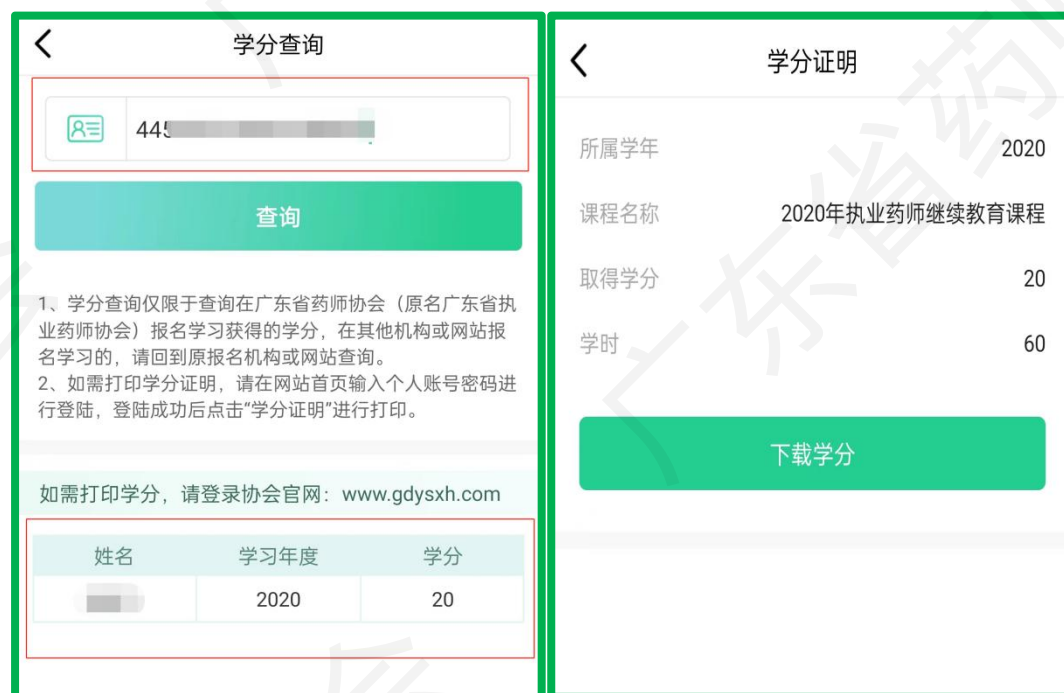 学分查询
445
查询
1、学分查询仅限于查询在广东省药师协会（原名广东省执
业药师协会）报名学习获得的学分，在其他机构或网站报
名学习的，请回到原报名机构或网站查询。
2、如需打印学分证明，请在网站首页输入个人账号密码进
行登陆，登陆成功后点击“学分证明”进行打印。
如需打印学分，请登录协会官网：www.gdysxh.com
姓名 学习年度 学分
2020 20
学分证明
所属学年 2020
课程名称 2020年执业药师继续教育课程
取得学分 20
学时 60
下载学分
广东省药师